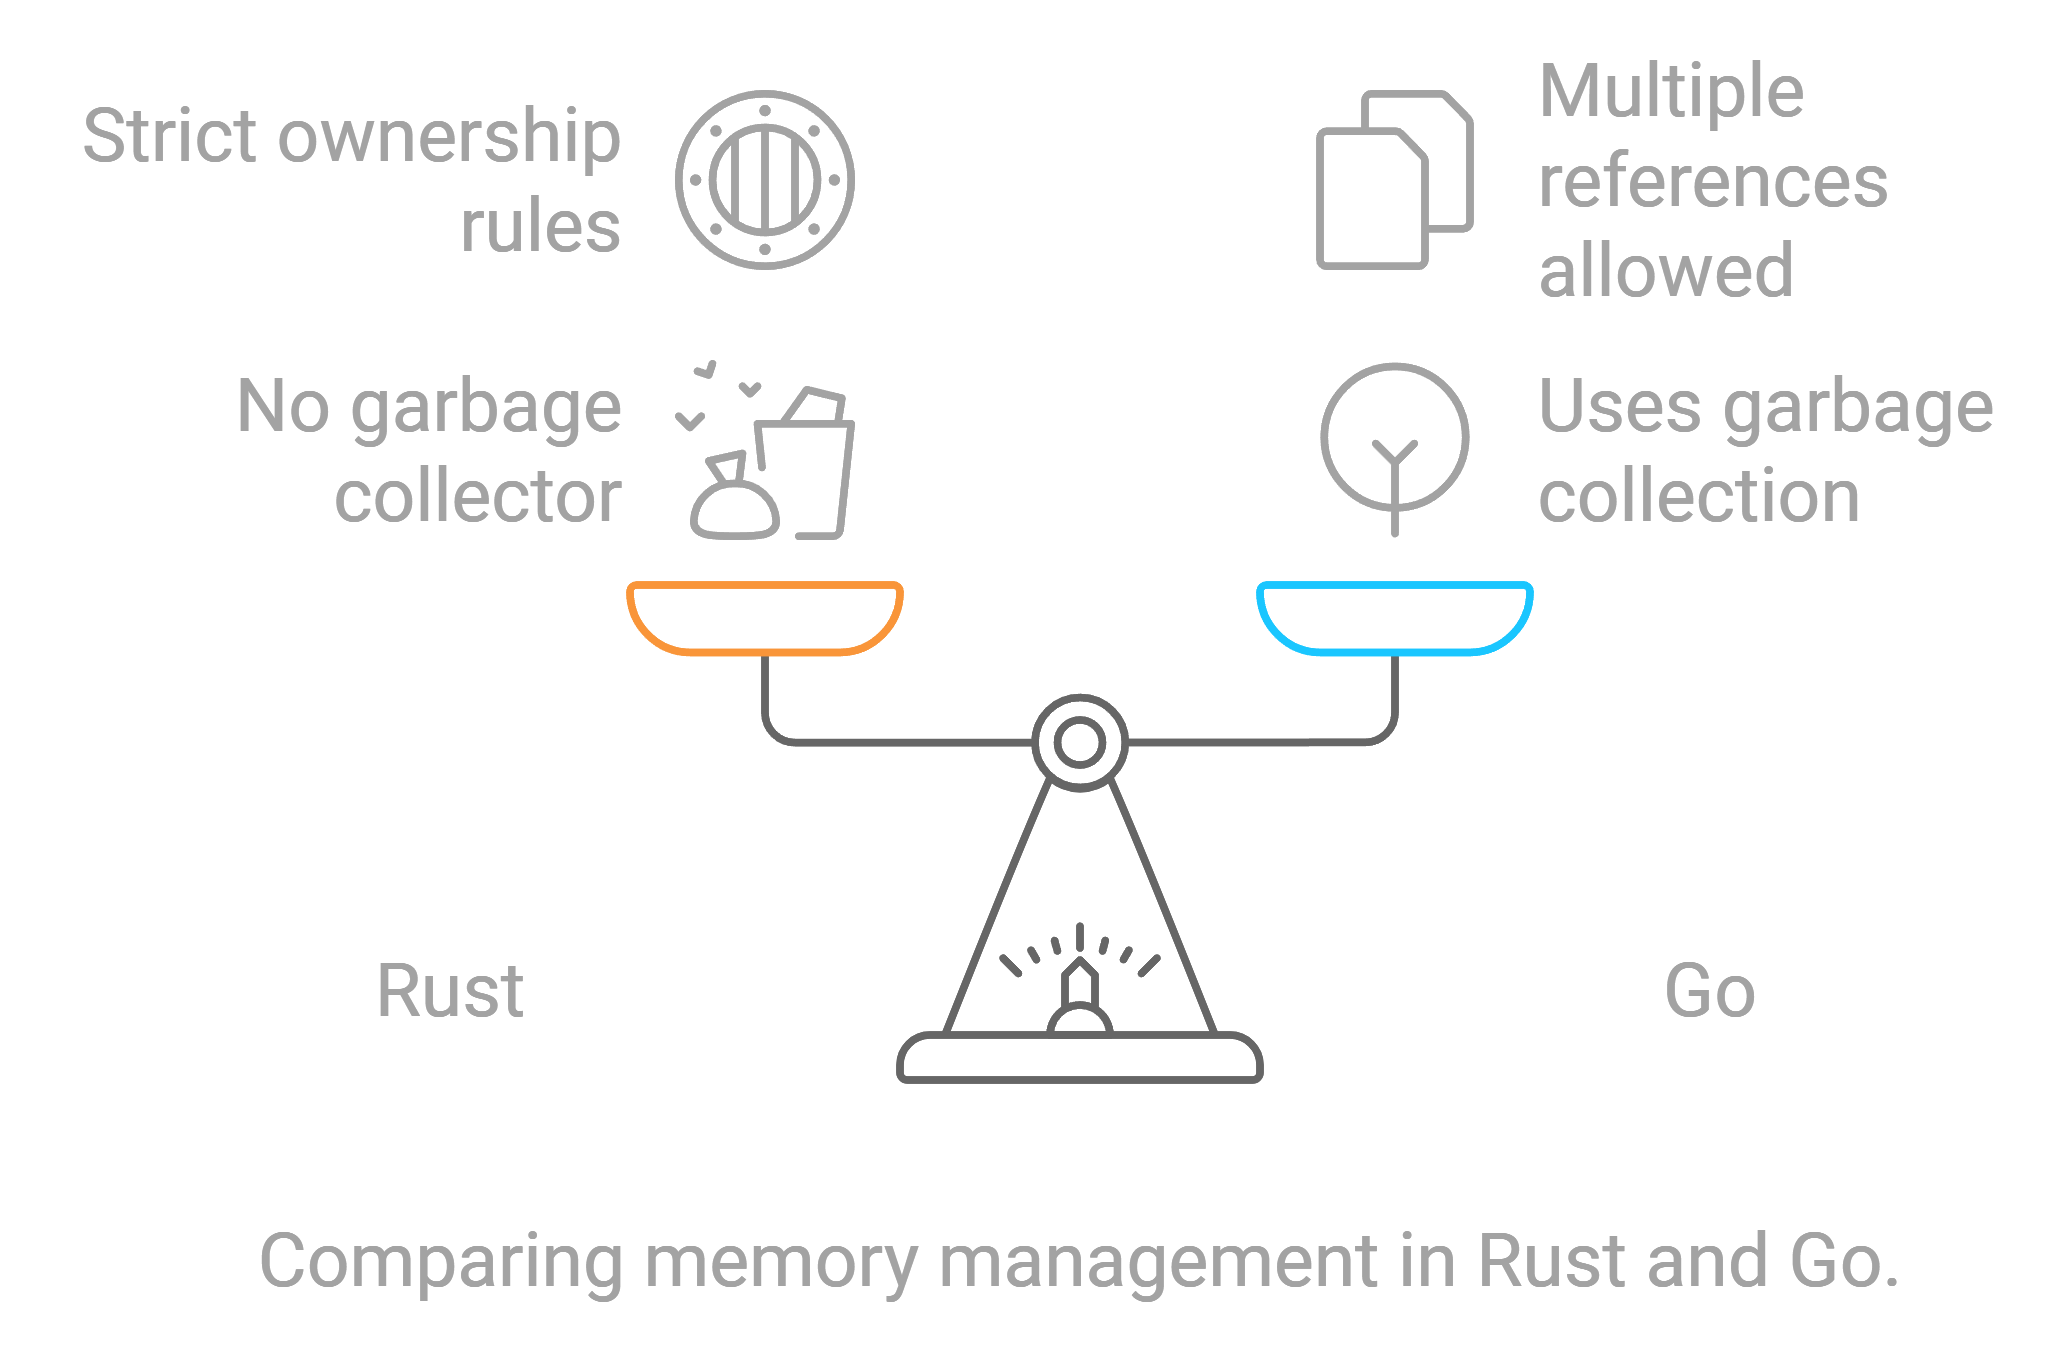 Strict ownership
rules
Multiple
references
allowed
No garbage
collector
Uses garbage
collection
Rust
Go
Comparing memory management in Rust and Go.